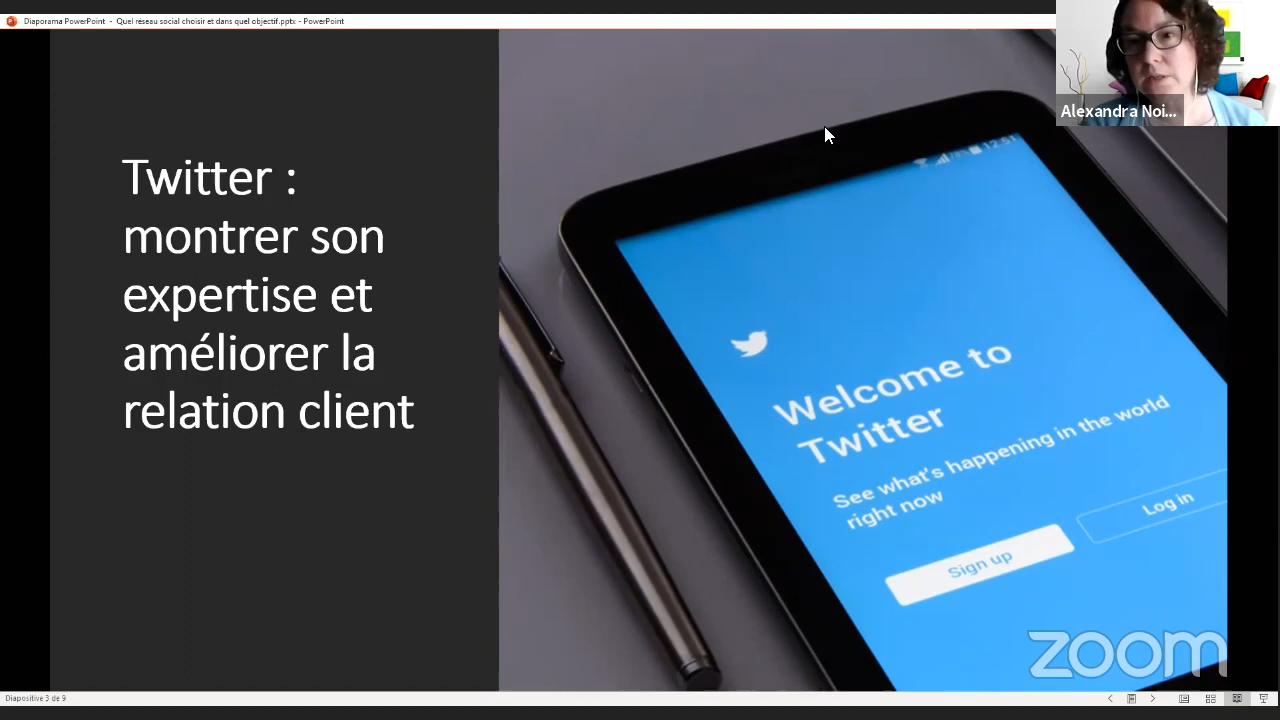 Diaporama PowerPoint - Quel réseau social choisir et dans quel objectif.pptx - PowerPoint
Alexandra Noi...
Twitter :
montrer son
expertise et
améliorer la
relation client
12:51
Welcome to
Twitter
See what's happening in the world
right now
Log in
Sign up
zoom
Diapositive 3 de 9